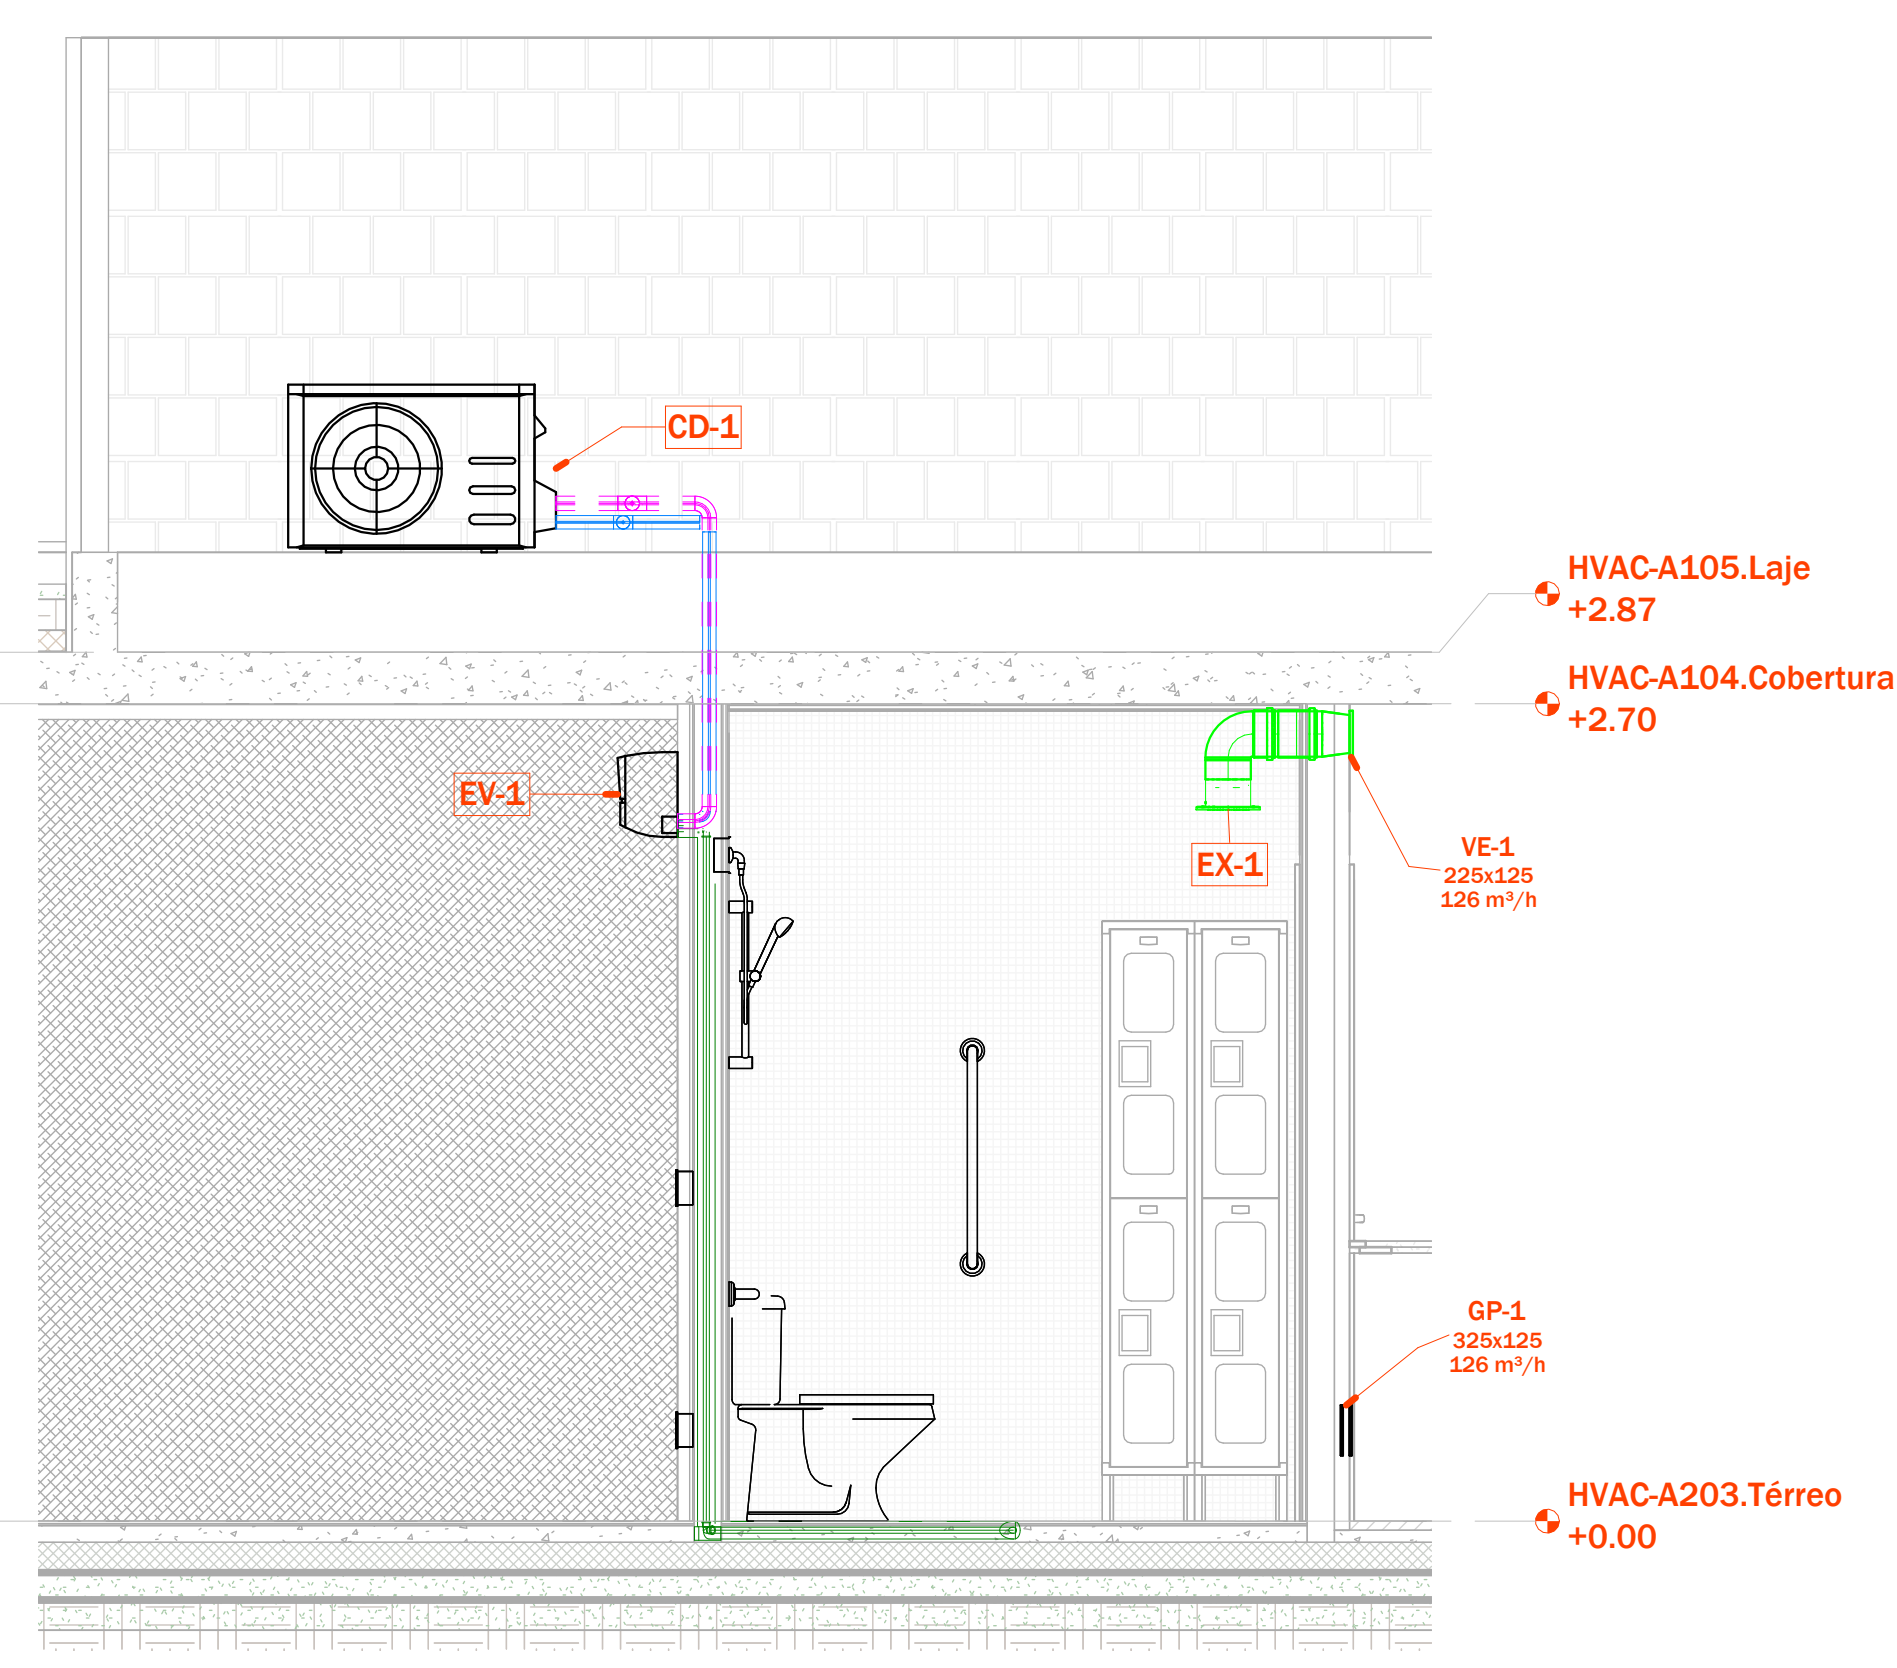 CD-1
HVAC-A105.Laje
+2.87
HVAC-A104.Cobertura
+2.70
EV-1
EX-1
VE-1
225x125
126 m³/h
GP-1
325x125
126 m³/h
HVAC-A203.Térreo
+0.00